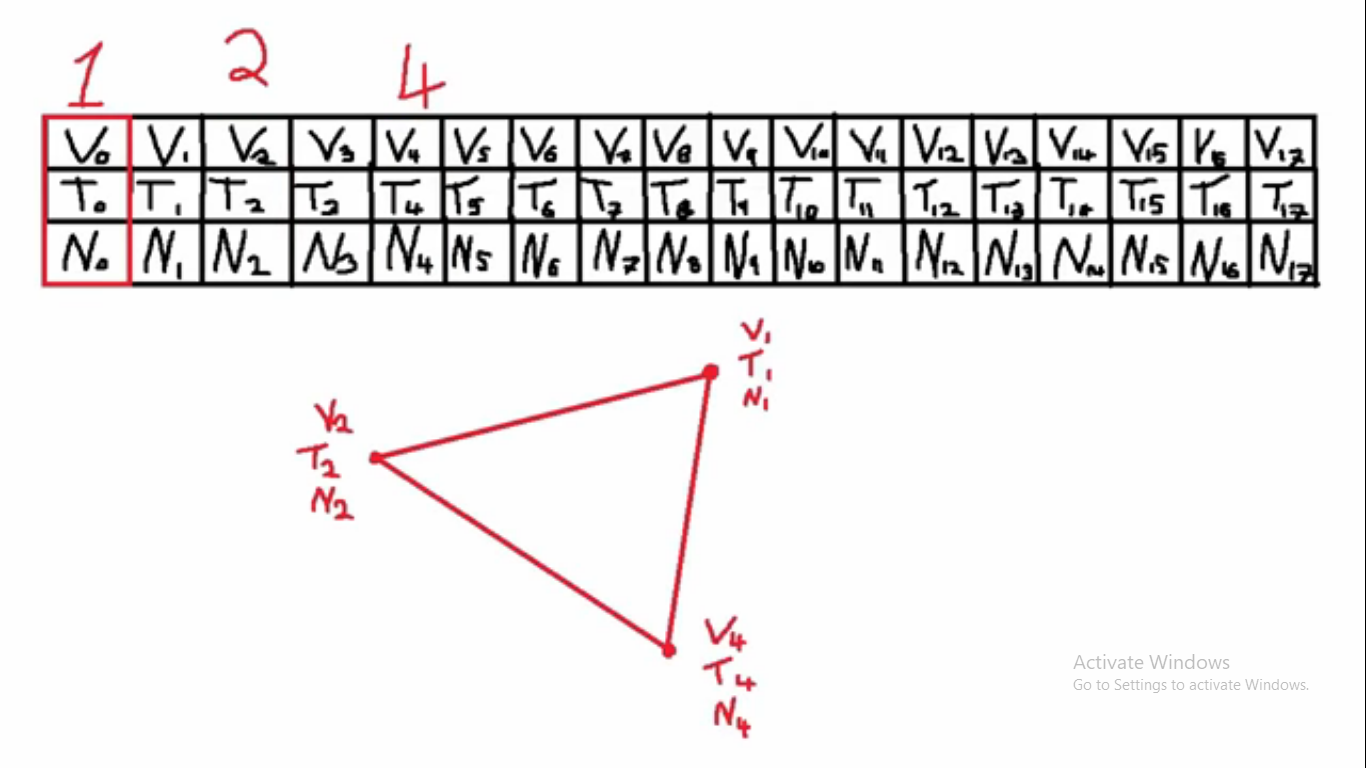 1 2 4
V0 V1 V2 V3 V4 V5 V6 V7 V8 V9 V10 V11 V12 V13 V14 V15 V16 V17
T0 T1 T2 T3 T4 T5 T6 T7 T8 T9 T10 T11 T12 T13 T14 T15 T16 T17
N0 N1 N2 N3 N4 N5 N6 N7 N8 N9 N10 N11 N12 N13 N14 N15 N16 N17
V1
T1
N1
V2
T2
N2
V4
T4
N4
Activate Windows
Go to Settings to activate Windows.